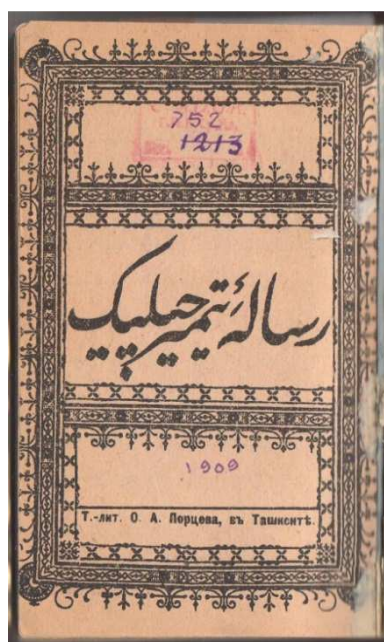 752
1213
رسالهٔ تیمیرچیلیک
1909
Т.-лит. О. А. Порцева, въ Ташкентѣ.